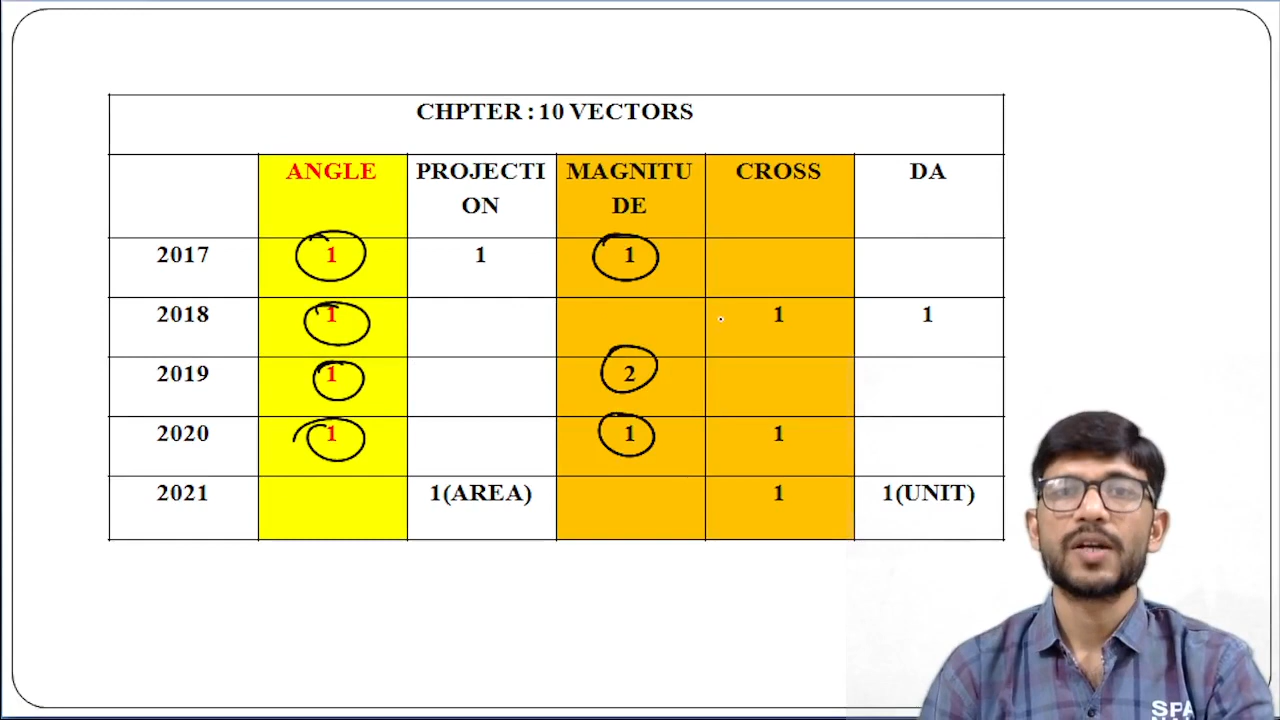 CHPTER : 10 VECTORS
ANGLE PROJECTI MAGNITU CROSS DA
ON DE
2017 1 1 1
2018 1 1 1
2019 1 2
2020 1 1 1
2021 1(AREA) 1 1(UNIT)